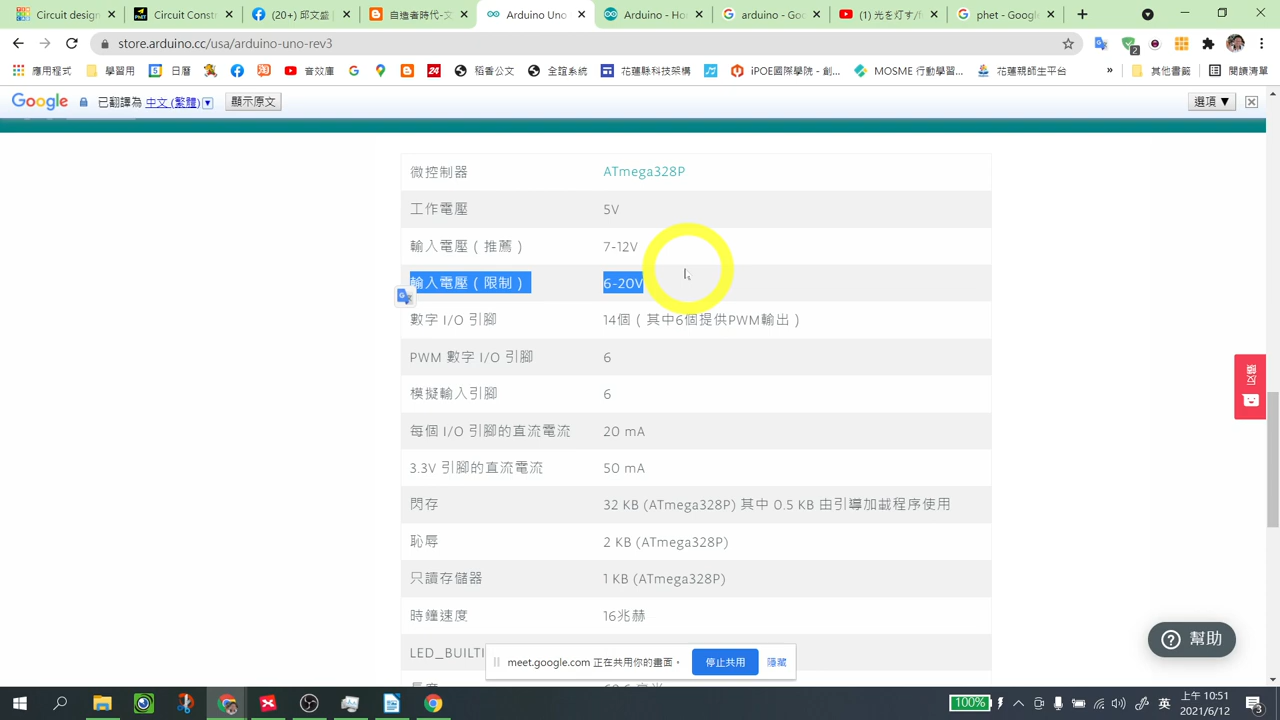 Circuit design
Circuit Constr
(20+) 邱文盛
自造者時代-文
Arduino Uno
Arduino - Ho
arduino - Go
(1) 光を灯す/
phet - Google
store.arduino.cc/usa/arduino-uno-rev3
2
應用程式
學習用
日曆
音效庫
稻香公文
全誼系統
花蓮縣科技架構
iPOE國際學院 - 創...
MOSME 行動學習...
花蓮親師生平台
»
其他書籤
閱讀清單
Google 已翻譯為 中文 (繁體) 顯示原文
選項 ▼
微控制器 ATmega328P
工作電壓 5V
輸入電壓（推薦） 7-12V
輸入電壓（限制） 6-20V
數字 I/O 引腳 14個（其中6個提供PWM輸出）
PWM 數字 I/O 引腳 6
模擬輸入引腳 6
每個 I/O 引腳的直流電流 20 mA
3.3V 引腳的直流電流 50 mA
閃存 32 KB (ATmega328P) 其中 0.5 KB 由引導加載程序使用
恥辱 2 KB (ATmega328P)
只讀存儲器 1 KB (ATmega328P)
時鐘速度 16兆赫
LED_BUILTI
反饋
幫助
meet.google.com 正在共用你的畫面。 停止共用 隱藏
100%
英
上午 10:51
2021/6/12
3